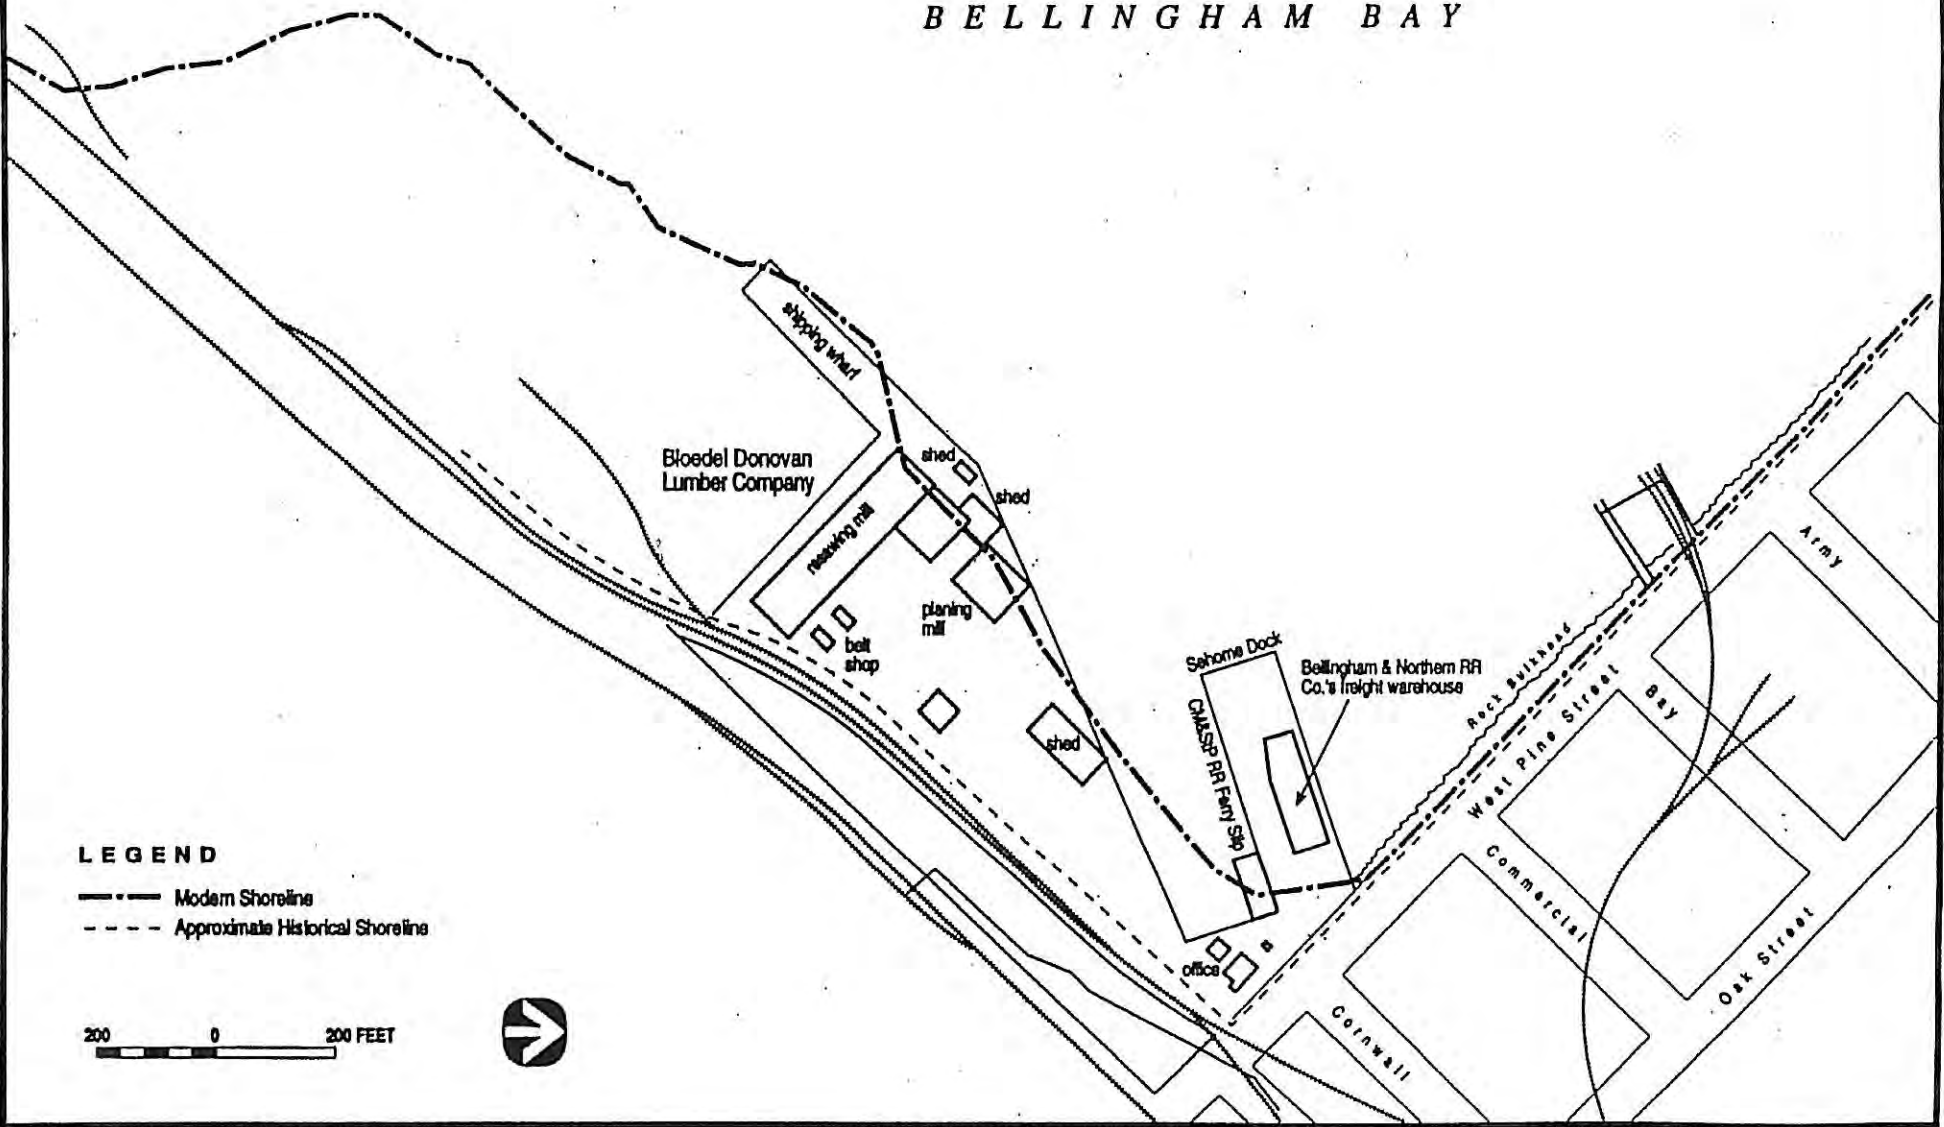 BELLINGHAM BAY
shipping wharf
Bloedel Donovan
Lumber Company
shed
shed
resawing mill
planing
mill
belt
shop
shed
Sehome Dock
CM&StP RR Ferry Slip
Bellingham & Northern RR
Co.'s freight warehouse
Rock Bulkhead
West Pine Street
Army
Bay
Commercial
Oak Street
Cornwall
office
LEGEND
Modern Shoreline
Approximate Historical Shoreline
200 0 200 FEET